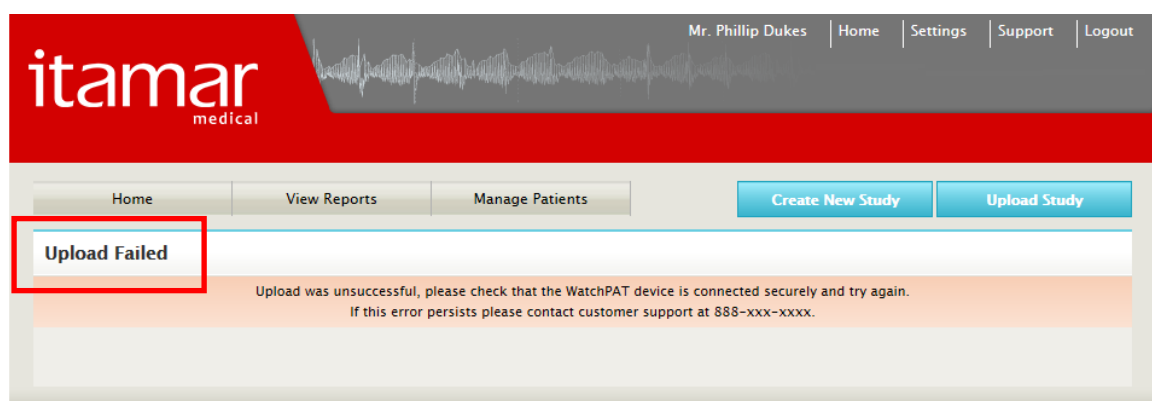 Mr. Phillip Dukes Home Settings Support Logout
itamar
medical
Home View Reports Manage Patients Create New Study Upload Study
Upload Failed
Upload was unsuccessful, please check that the WatchPAT device is connected securely and try again.
If this error persists please contact customer support at 888-xxx-xxxx.